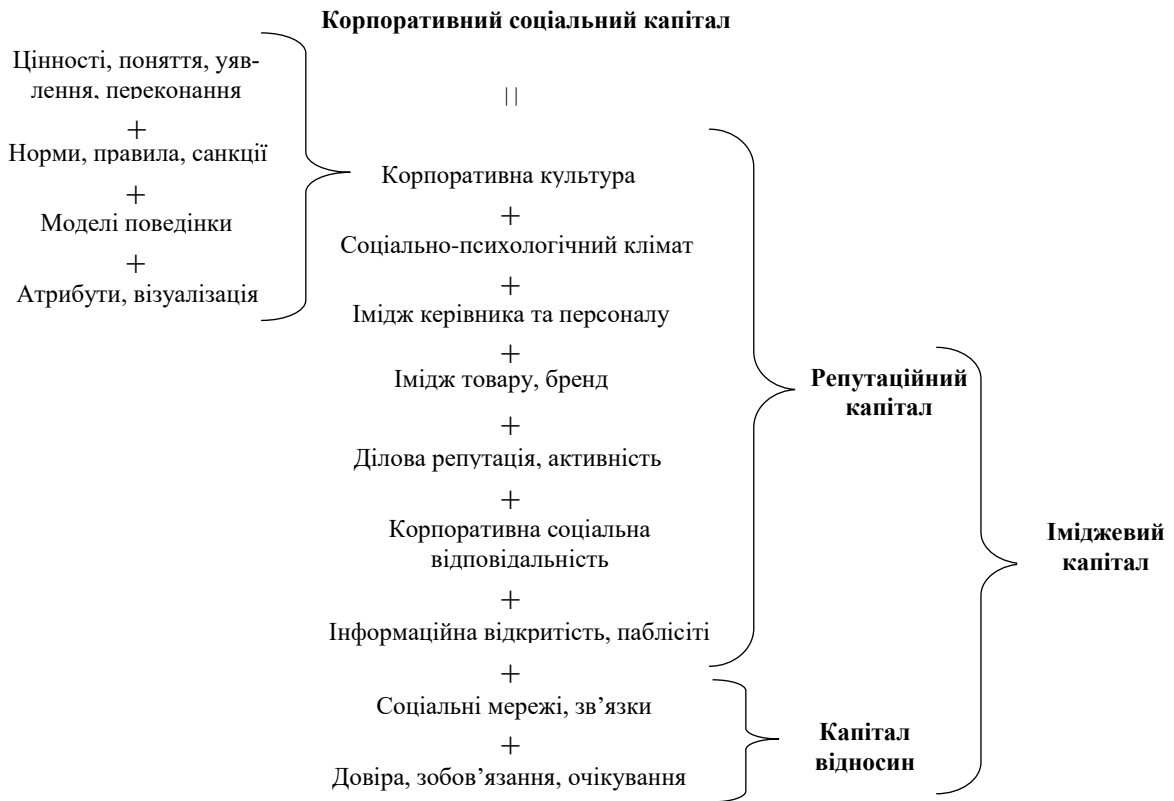 Корпоративний соціальний капітал
Цінності, поняття, уяв-
лення, переконання
+
Норми, правила, санкції
+
Моделі поведінки
+
Атрибути, візуалізація
||
Корпоративна культура
+
Соціально-психологічний клімат
+
Імідж керівника та персоналу
+
Імідж товару, бренд
+
Ділова репутація, активність
+
Корпоративна соціальна
відповідальність
+
Інформаційна відкритість, паблісіті
+
Соціальні мережі, зв’язки
+
Довіра, зобов’язання, очікування
Репутаційний
капітал
Капітал
відносин
Іміджевий
капітал